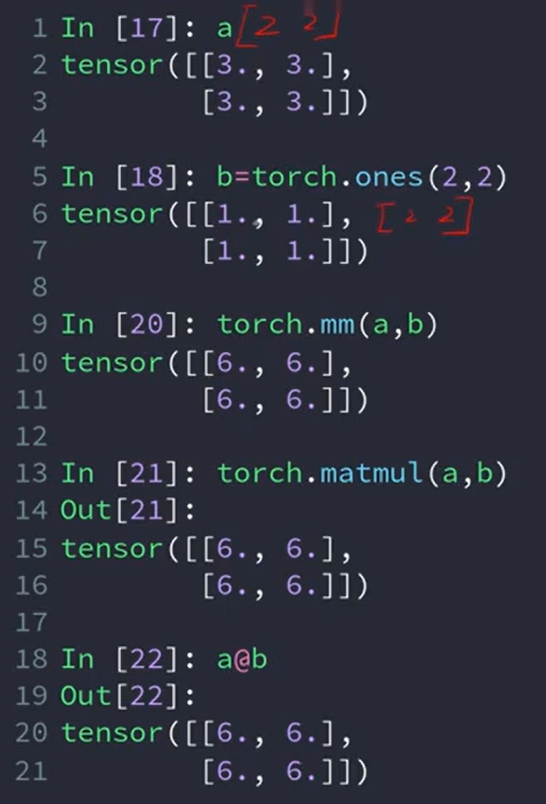 1 In [17]: a [2 2]
2 tensor([[3., 3.],
3 [3., 3.]])
4
5 In [18]: b=torch.ones(2,2)
6 tensor([[1., 1.], [2 2]
7 [1., 1.]])
8
9 In [20]: torch.mm(a,b)
10 tensor([[6., 6.],
11 [6., 6.]])
12
13 In [21]: torch.matmul(a,b)
14 Out[21]:
15 tensor([[6., 6.],
16 [6., 6.]])
17
18 In [22]: a@b
19 Out[22]:
20 tensor([[6., 6.],
21 [6., 6.]])